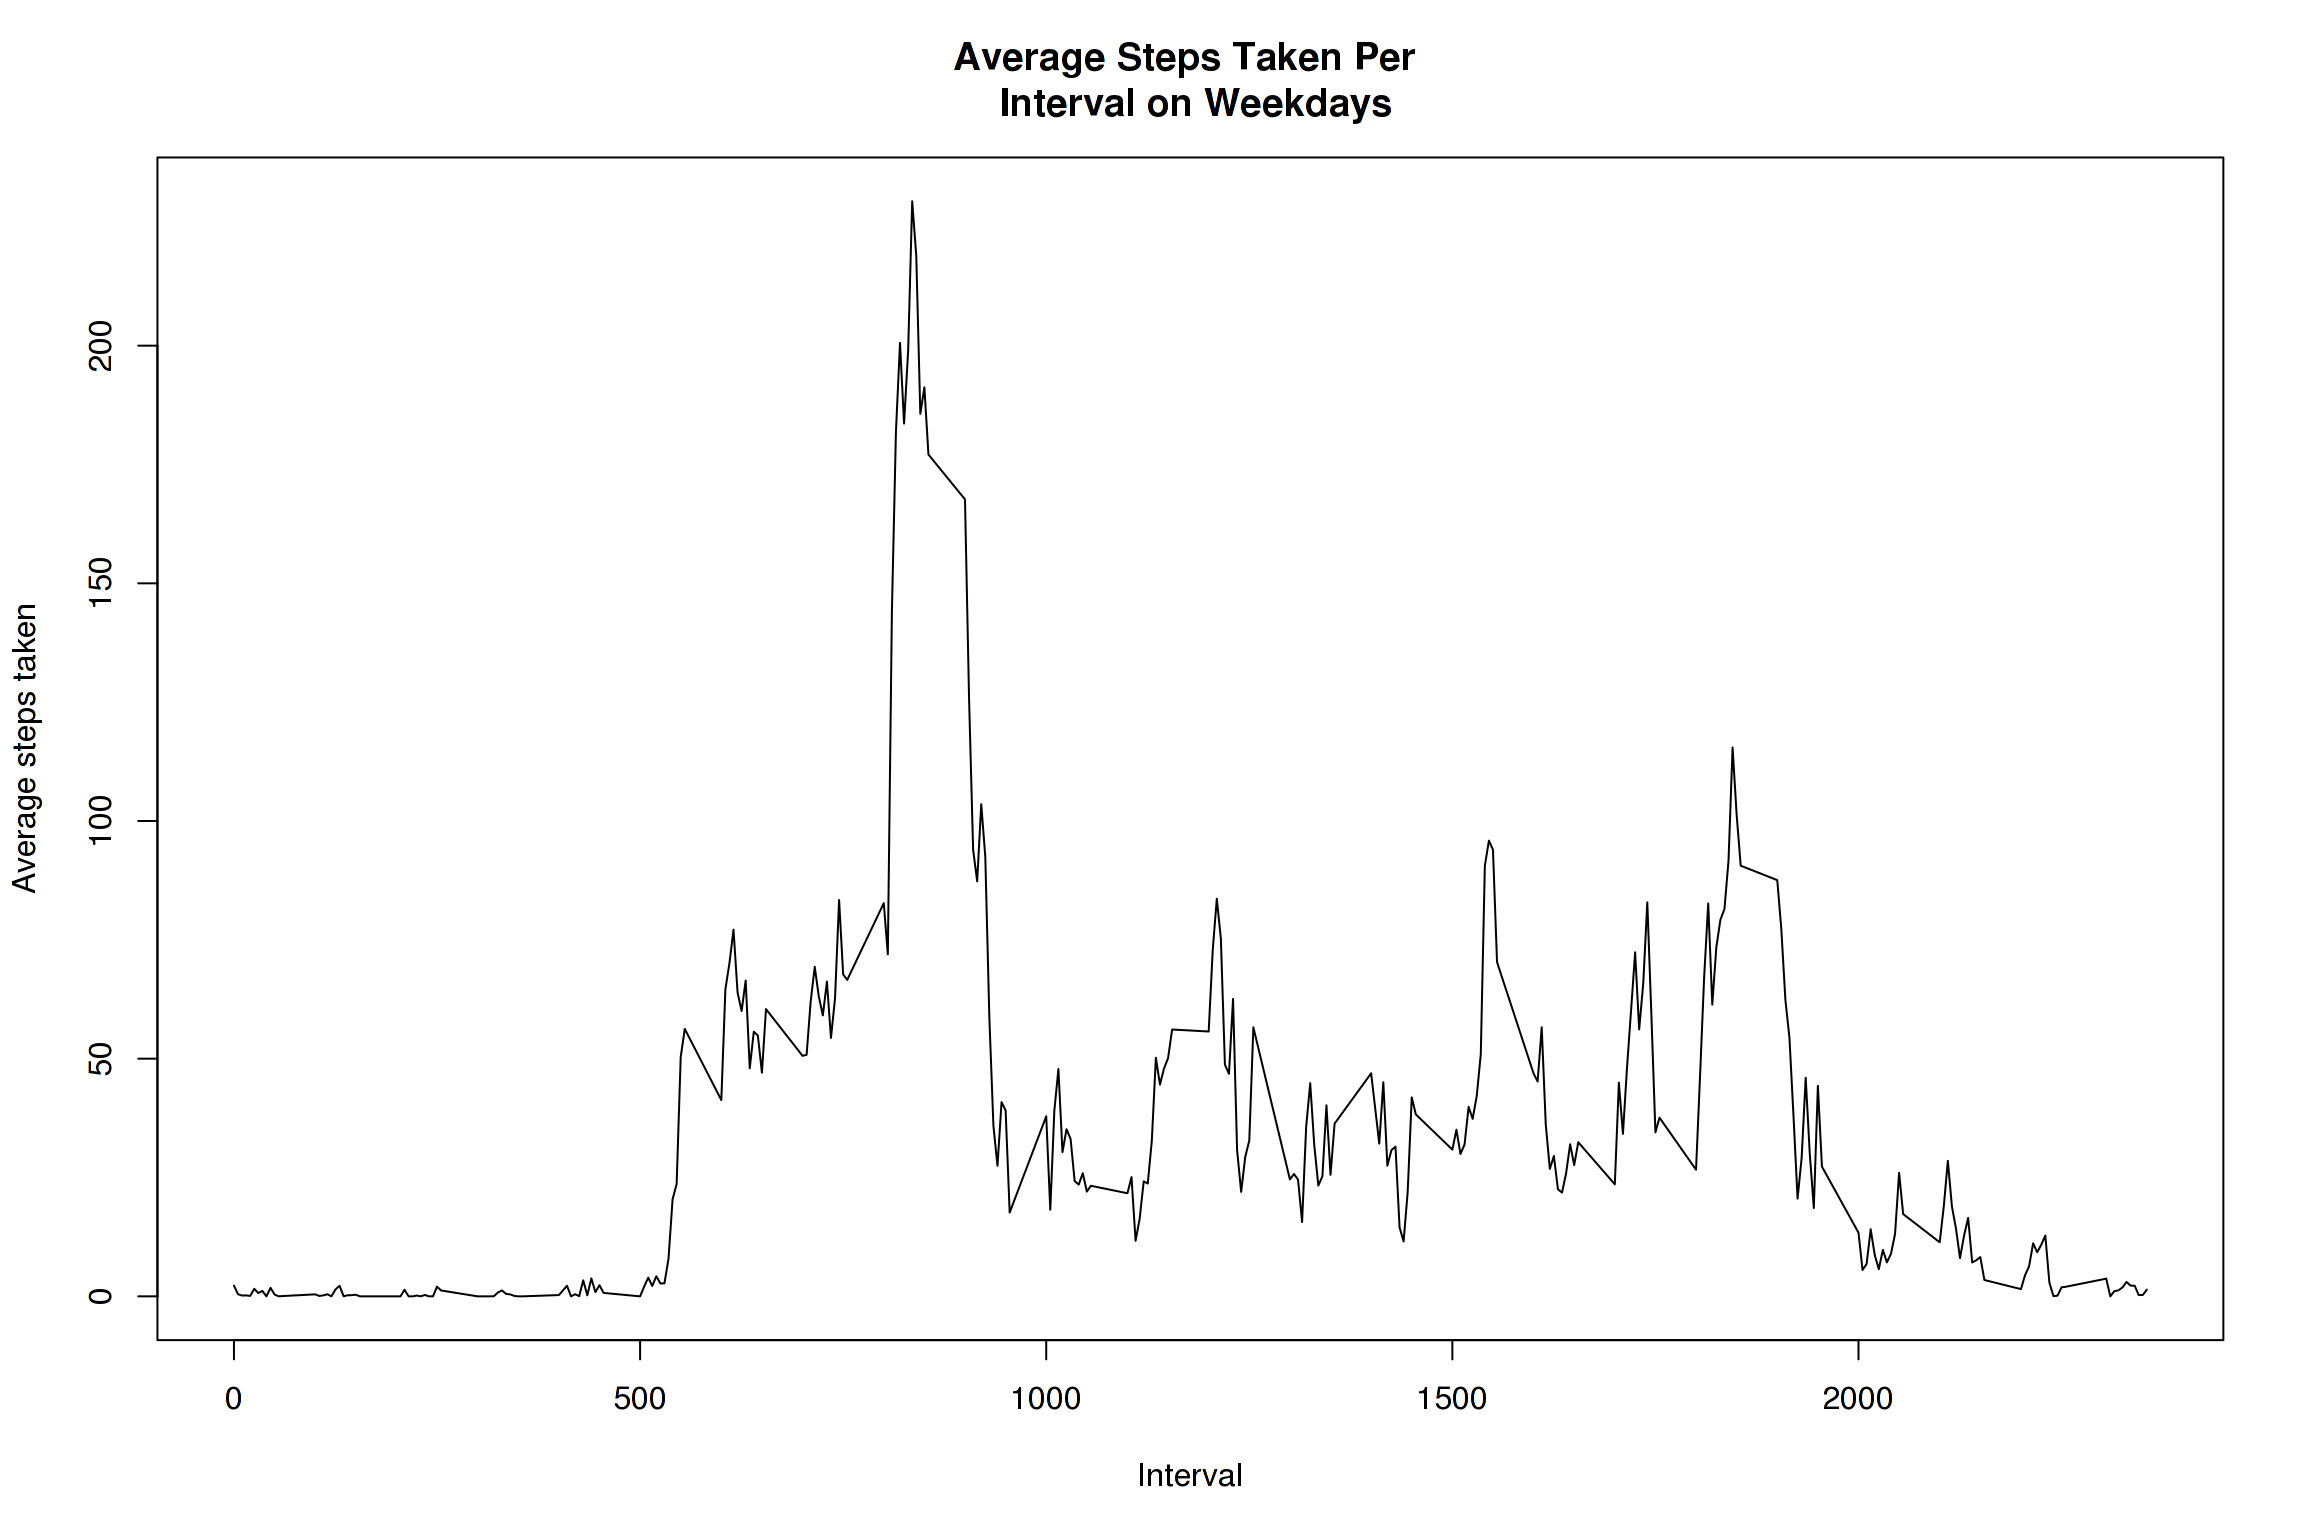 Average Steps Taken Per
Interval on Weekdays
Average steps taken
200
150
100
50
0
0 500 1000 1500 2000
Interval